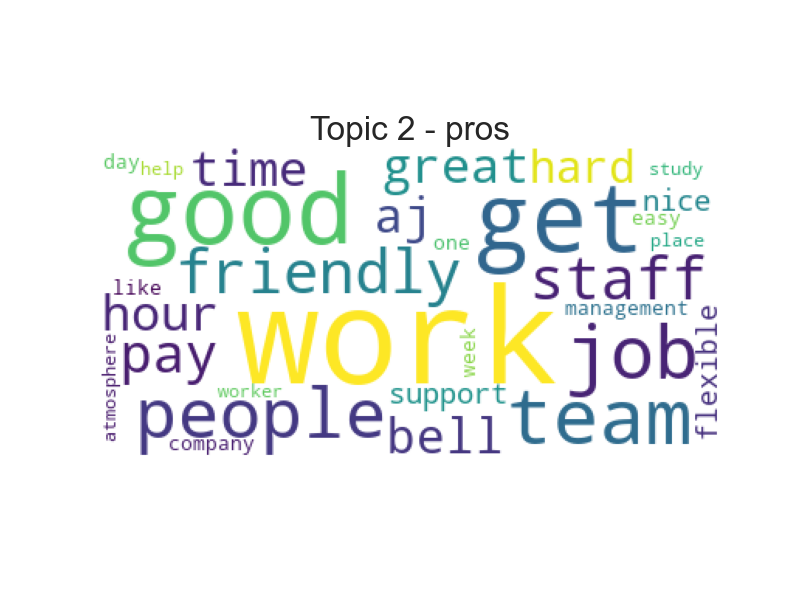 Topic 2 - pros
day help time great hard study
good aj get nice
easy
one place
friendly staff
like
hour work management
pay week job flexible
atmosphere
worker support
people bell team
company